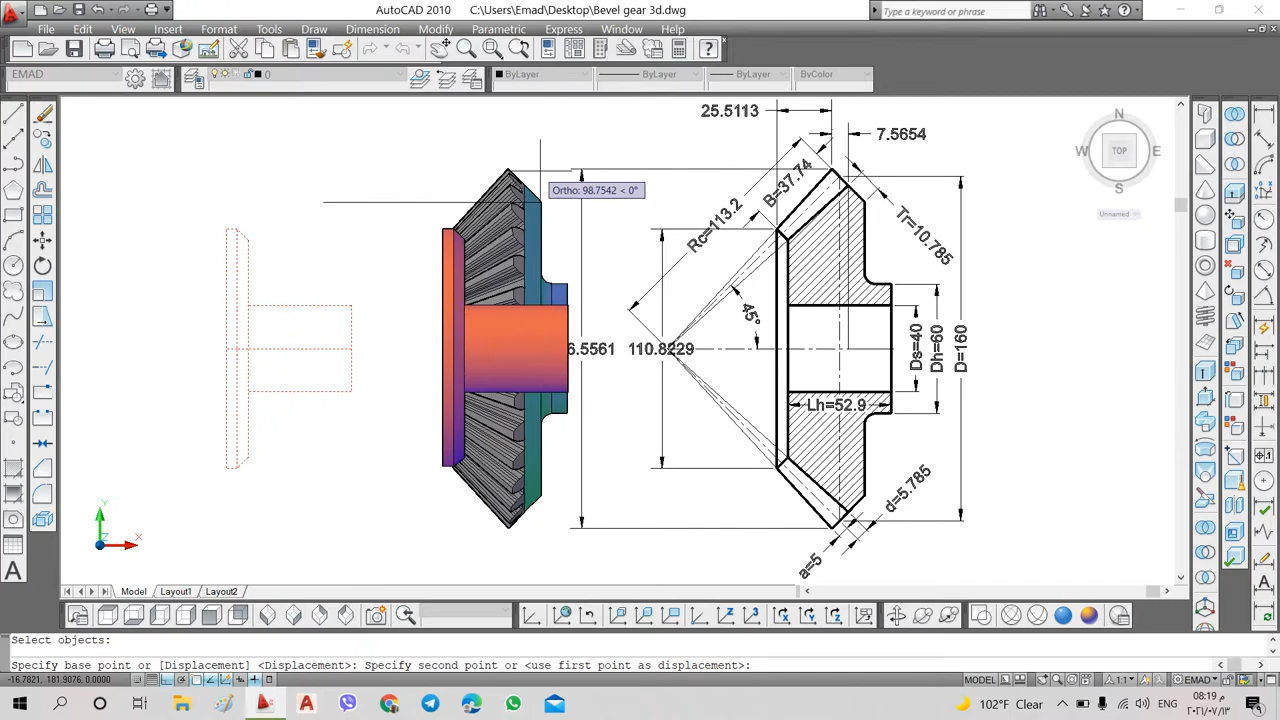 AutoCAD 2010 C:\Users\Emad\Desktop\Bevel gear 3d.dwg
Type a keyword or phrase
File Edit View Insert Format Tools Draw Dimension Modify Parametric Express Window Help
EMAD
0
ByLayer
ByLayer
ByLayer
ByColor
25.5113
7.5654
B=37.74
Rc=113.2
Tr=10.785
Ortho: 98.7542 < 0°
45°
6.5561
110.8229
Ds=40
Dh=60
D=160
Lh=52.9
d=5.785
a=5
N
W
TOP
E
S
Unnamed
Y
Z
X
Model Layout1 Layout2
Select objects:
Specify base point or [Displacement] <Displacement>: Specify second point or <use first point as displacement>:
-16.7821, 181.9076, 0.0000
MODEL
1:1
EMAD
102°F Clear
ENG
08:19 م
٢٠٢١/٠٧/١٣